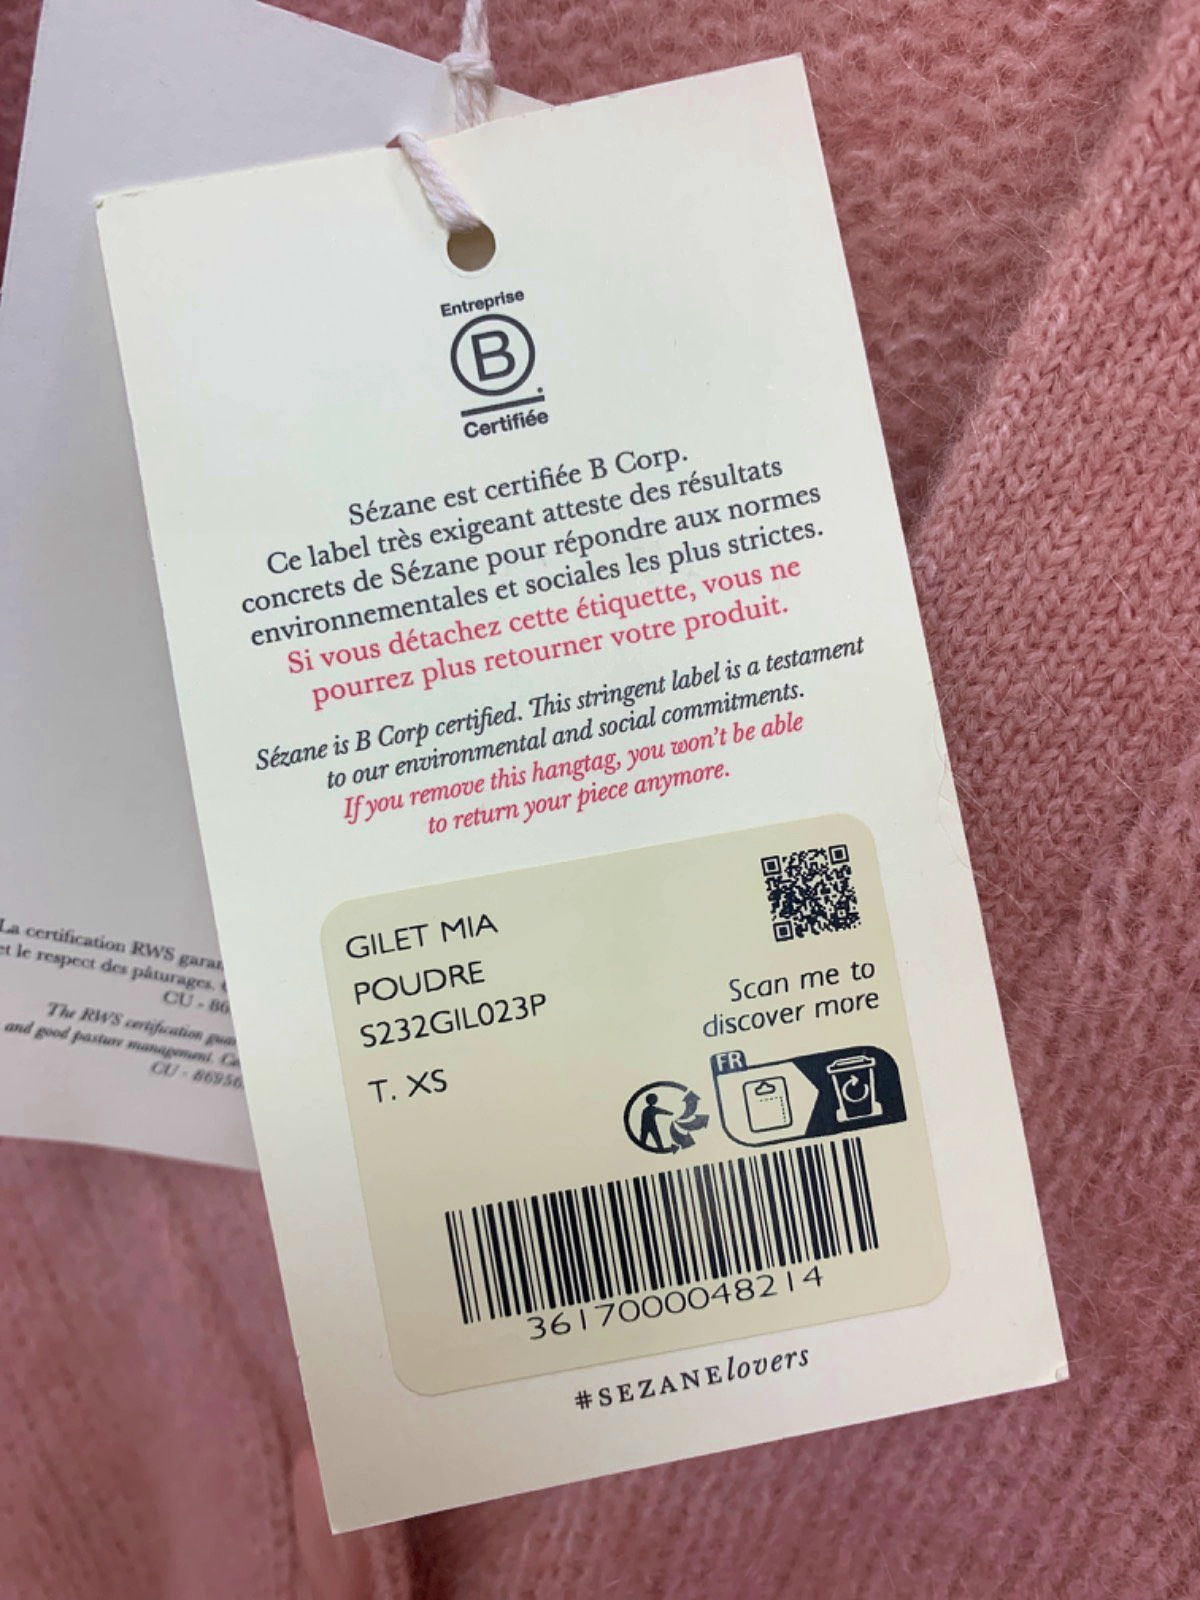 Entreprise
B
Certifiée
Sézane est certifiée B Corp.
Ce label très exigeant atteste des résultats
concrets de Sézane pour répondre aux normes
environnementales et sociales les plus strictes.
Si vous détachez cette étiquette, vous ne
pourrez plus retourner votre produit.
Sézane is B Corp certified. This stringent label is a testament
to our environmental and social commitments.
If you remove this hangtag, you won't be able
to return your piece anymore.
GILET MIA
POUDRE
S232GIL023P
T. XS
Scan me to
discover more
FR
3617000048214
#SEZANElovers
La certification RWS
et le respect des pâturages.
CU - 86
The RWS certification
and good pasture management.
CU - 86956